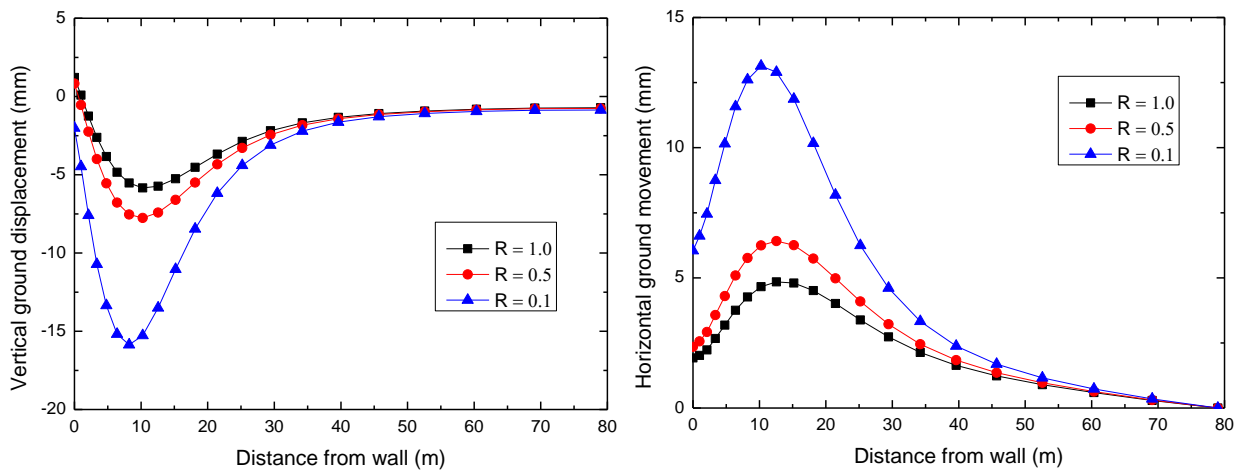 5
0
-5
-10
-15
-20
Vertical ground displacement (mm)
R = 1.0
R = 0.5
R = 0.1
0 10 20 30 40 50 60 70 80
Distance from wall (m)
15
10
5
0
Horizontal ground movement (mm)
R = 1.0
R = 0.5
R = 0.1
0 10 20 30 40 50 60 70 80
Distance from wall (m)